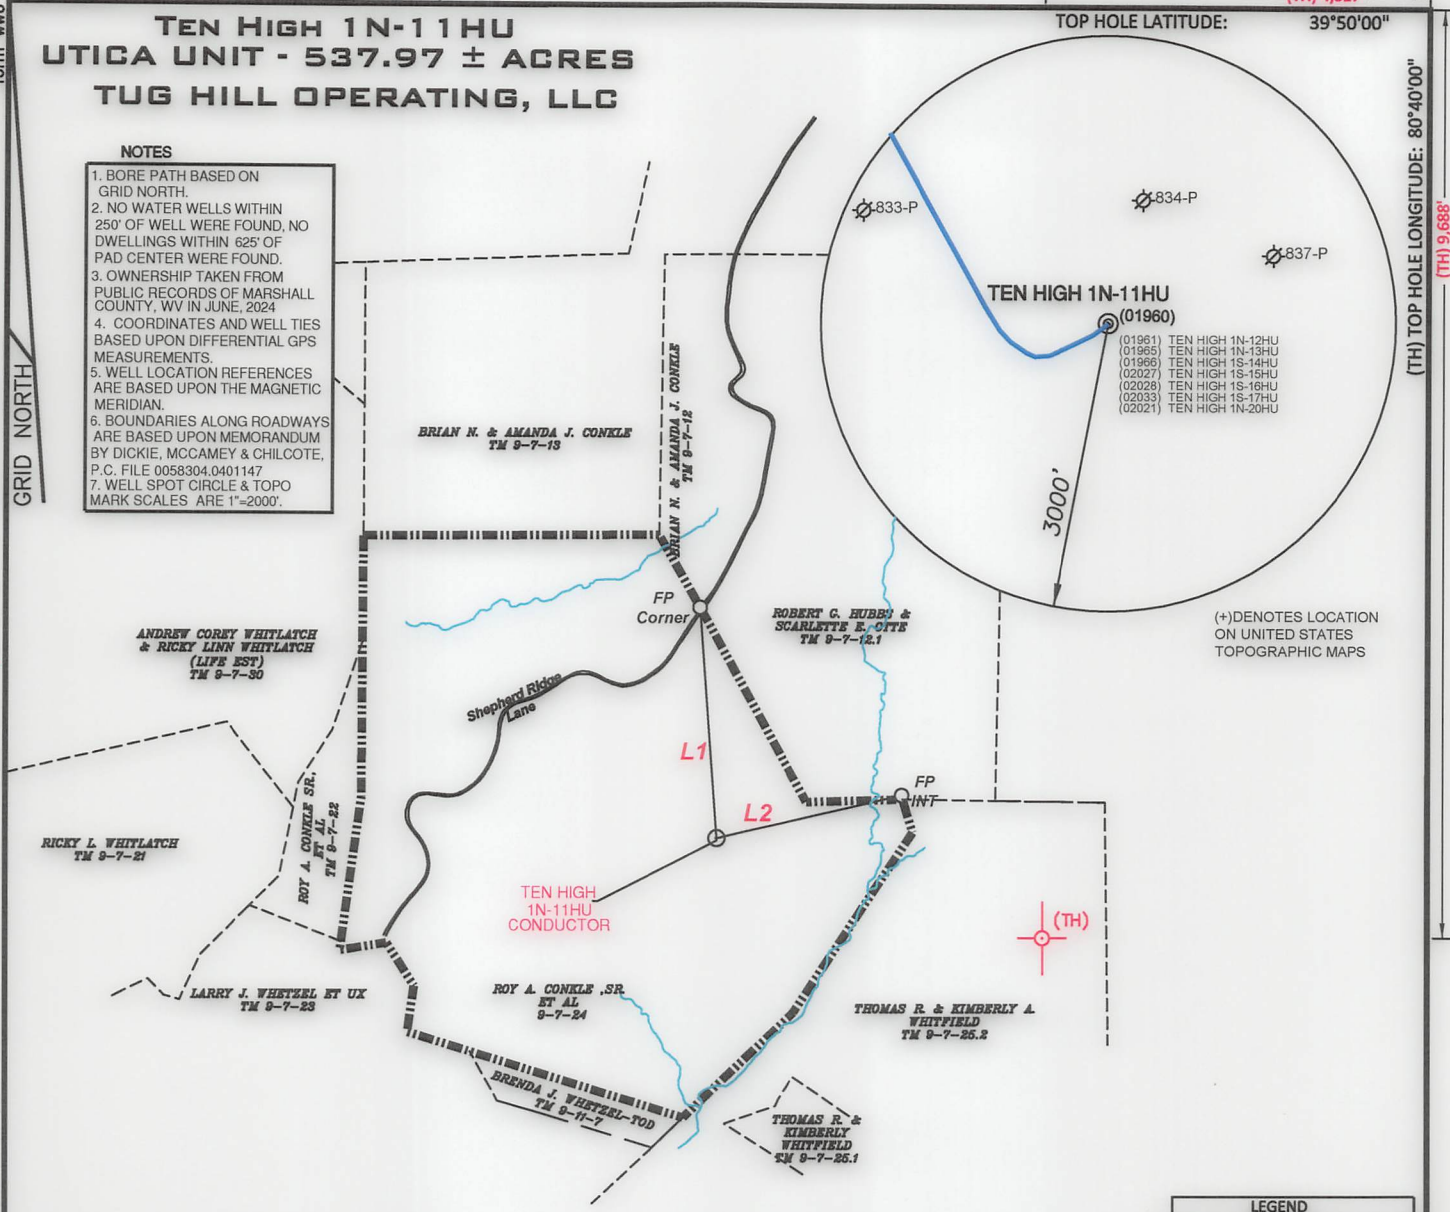 TEN HIGH 1N-11HU
UTICA UNIT - 537.97 ± ACRES
TUG HILL OPERATING, LLC
TOP HOLE LATITUDE: 39°50'00"
(TH) TOP HOLE LONGITUDE: 80°40'00"
(TH) 9,688'
NOTES
1. BORE PATH BASED ON
GRID NORTH.
2. NO WATER WELLS WITHIN
250' OF WELL WERE FOUND, NO
DWELLINGS WITHIN 625' OF
PAD CENTER WERE FOUND.
3. OWNERSHIP TAKEN FROM
PUBLIC RECORDS OF MARSHALL
COUNTY, WV IN JUNE, 2024
4. COORDINATES AND WELL TIES
BASED UPON DIFFERENTIAL GPS
MEASUREMENTS.
5. WELL LOCATION REFERENCES
ARE BASED UPON THE MAGNETIC
MERIDIAN.
6. BOUNDARIES ALONG ROADWAYS
ARE BASED UPON MEMORANDUM
BY DICKIE, MCCAMEY & CHILCOTE,
P.C. FILE 0058304.0401147
7. WELL SPOT CIRCLE & TOPO
MARK SCALES ARE 1"=2000'.
GRID NORTH
833-P
834-P
837-P
TEN HIGH 1N-11HU
(01960)
(01961) TEN HIGH 1N-12HU
(01965) TEN HIGH 1N-13HU
(01966) TEN HIGH 1S-14HU
(02027) TEN HIGH 1S-15HU
(02028) TEN HIGH 1S-16HU
(02033) TEN HIGH 1S-17HU
(02021) TEN HIGH 1N-20HU
3000'
(+)DENOTES LOCATION
ON UNITED STATES
TOPOGRAPHIC MAPS
BRIAN N. & AMANDA J. CONKLE
TM 9-7-13
BRIAN N. & AMANDA J. CONKLE
TM 9-7-12
FP
Corner
ROBERT G. HUBBS &
SCARLETTE E. OTTE
TM 9-7-12.1
ANDREW COREY WHITLATCH
& RICKY LINN WHITLATCH
(LIFE EST)
TM 9-7-30
Shepherd Ridge
Lane
L1
L2
FP
INT
ROY A. CONKLE SR.,
ET AL
TM 9-7-22
RICKY L. WHITLATCH
TM 9-7-21
TEN HIGH
1N-11HU
CONDUCTOR
(TH)
LARRY J. WHETZEL ET UX
TM 9-7-23
ROY A. CONKLE ,SR.
ET AL
9-7-24
THOMAS R. & KIMBERLY A.
WHITFIELD
TM 9-7-25.2
BRENDA J. WHETZEL-TOD
TM 9-11-7
THOMAS R. &
KIMBERLY
WHITFIELD
TM 9-7-25.1
LEGEND